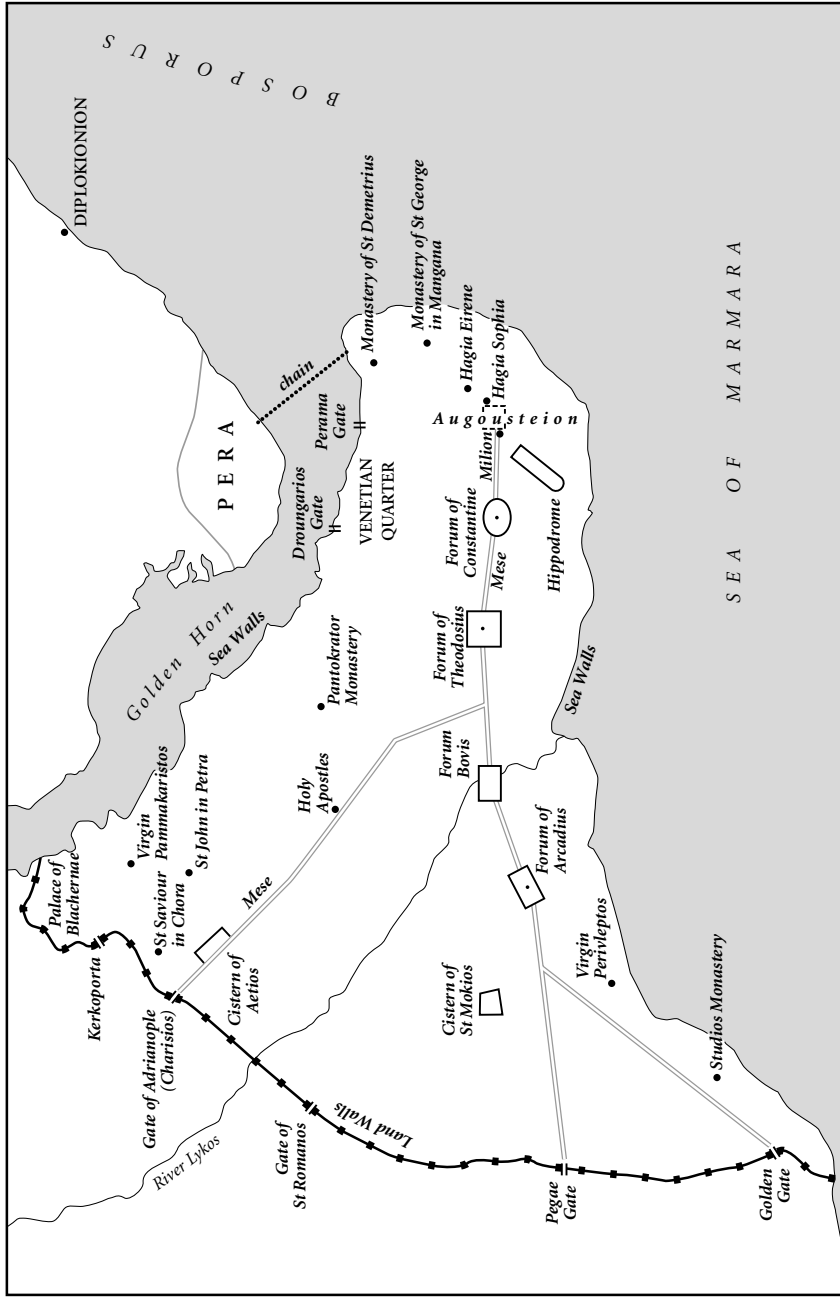 BOSPORUS
DIPLOKIONION
PERA
chain
Golden Horn
Sea Walls
Droungarios
Gate
Perama
Gate
VENETIAN
QUARTER
Monastery of St Demetrius
Monastery of St George
in Mangana
Hagia Eirene
Hagia Sophia
Augousteion
Milion
Hippodrome
Forum of
Constantine
Mese
Forum of
Theodosius
Forum
Bovis
Forum of
Arcadius
Pantokrator
Monastery
Holy
Apostles
Mese
Palace of
Blachernae
Virgin
Pammakaristos
St John in Petra
St Saviour
in Chora
Kerkoporta
Gate of Adrianople
(Charisios)
Cistern of
Aetios
River Lykos
Gate of
St Romanos
Land Walls
Cistern of
St Mokios
Virgin
Perivleptos
Studios Monastery
Pegae
Gate
Golden
Gate
Sea Walls
SEA OF MARMARA